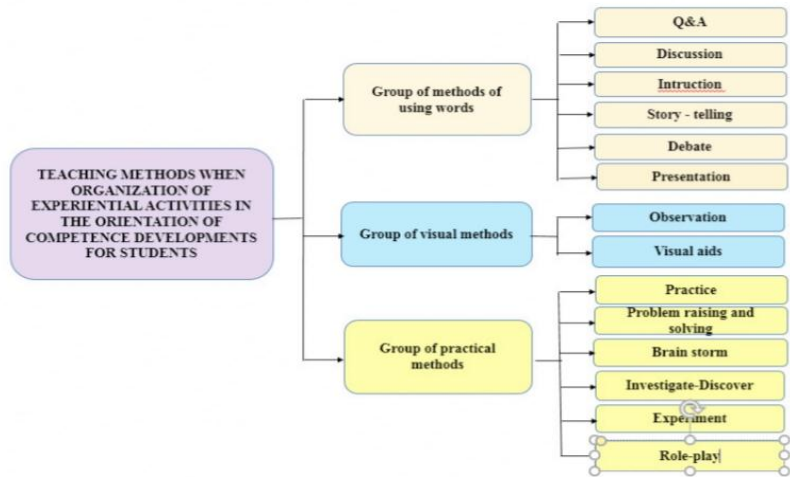 TEACHING METHODS WHEN
ORGANIZATION OF
EXPERIENTIAL ACTIVITIES IN
THE ORIENTATION OF
COMPETENCE DEVELOPMENTS
FOR STUDENTS
Group of methods of
using words
Q&A
Discussion
Intruction
Story - telling
Debate
Presentation
Group of visual methods
Observation
Visual aids
Group of practical
methods
Practice
Problem raising and
solving
Brain storm
Investigate-Discover
Experiment
Role-play